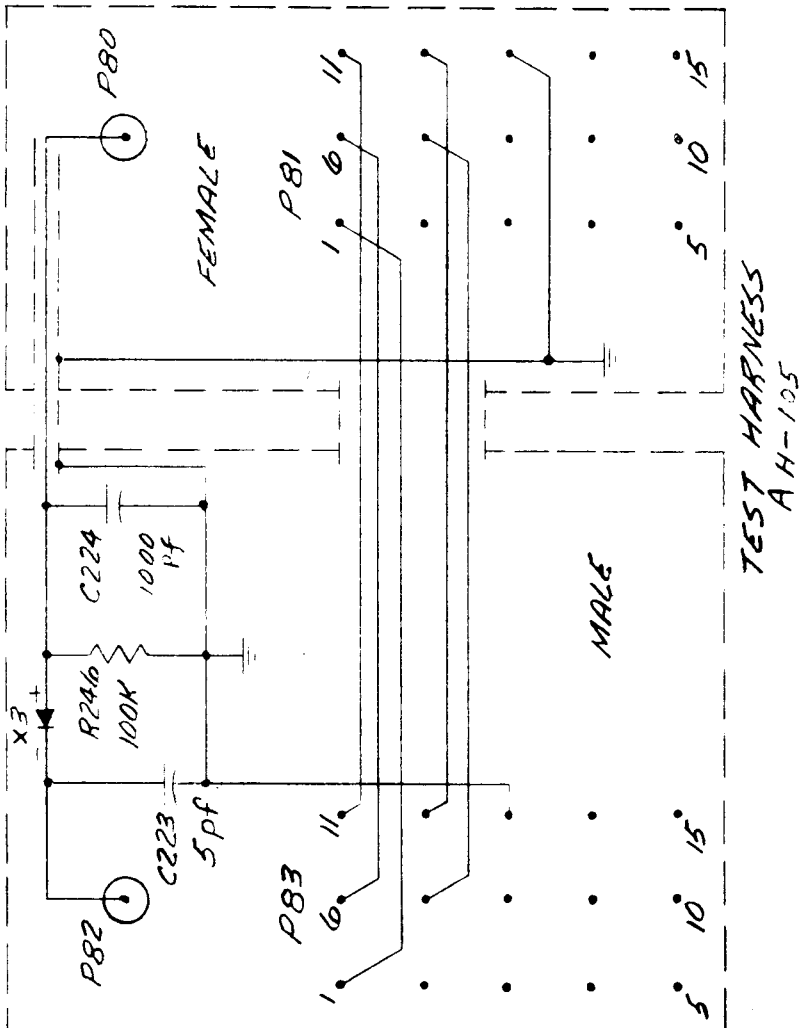 P80
FEMALE
P81
1
6
11
5
10
15
C224
1000
Pf
R246
100K
X3
+
-
C223
5pf
P82
P83
1
6
11
5
10
15
MALE
TEST HARNESS
AH-105